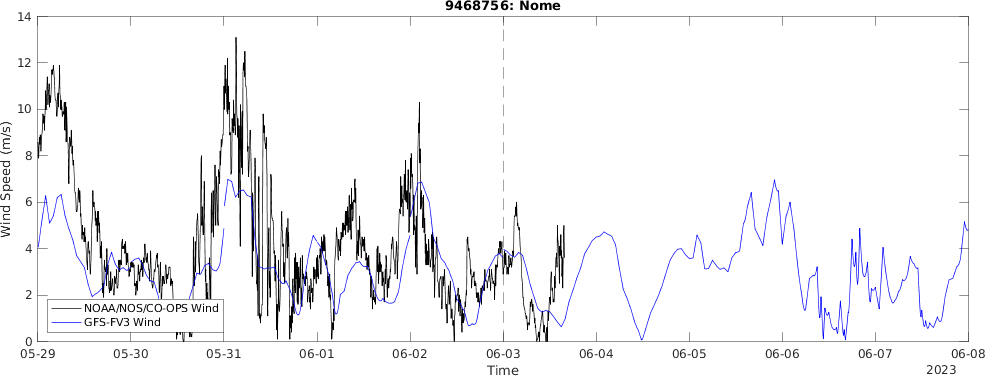 9468756: Nome
Wind Speed (m/s)
14
12
10
8
6
4
2
0
NOAA/NOS/CO-OPS Wind
GFS-FV3 Wind
05-29 05-30 05-31 06-01 06-02 06-03 06-04 06-05 06-06 06-07 06-08
Time
2023